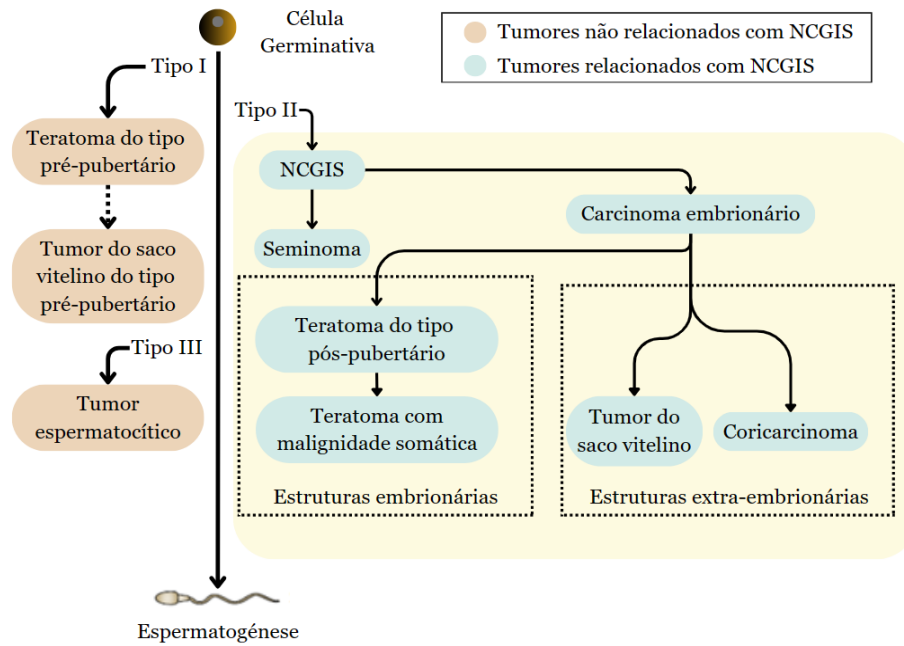 Célula
Germinativa
Tumores não relacionados com NCGIS
Tumores relacionados com NCGIS
Tipo I
Teratoma do tipo
pré-pubertário
Tumor do saco
vitelino do tipo
pré-pubertário
Tipo III
Tumor
espermatocítico
Tipo II
NCGIS
Seminoma
Carcinoma embrionário
Teratoma do tipo
pós-pubertário
Teratoma com
malignidade somática
Estruturas embrionárias
Tumor do
saco vitelino
Coricarcinoma
Estruturas extra-embrionárias
Espermatogénese